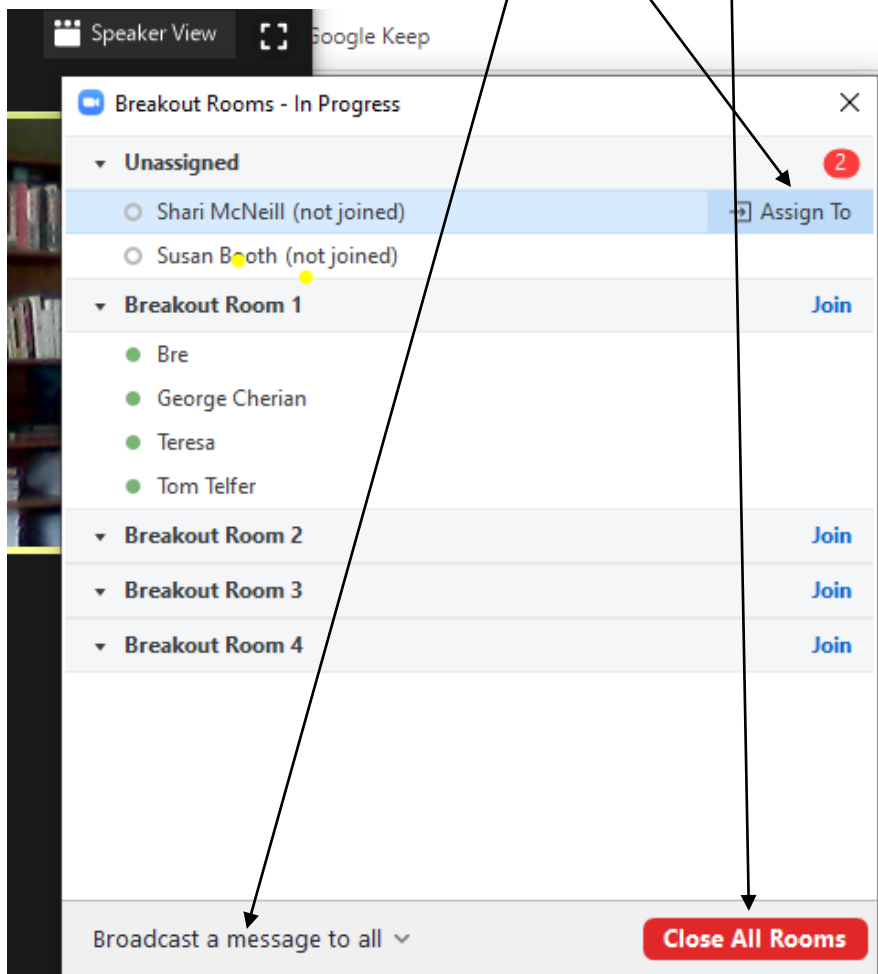 Speaker View
Google Keep
Breakout Rooms - In Progress
Unassigned 2
Shari McNeill (not joined) Assign To
Susan Booth (not joined)
Breakout Room 1 Join
Bre
George Cherian
Teresa
Tom Telfer
Breakout Room 2 Join
Breakout Room 3 Join
Breakout Room 4 Join
Broadcast a message to all Close All Rooms